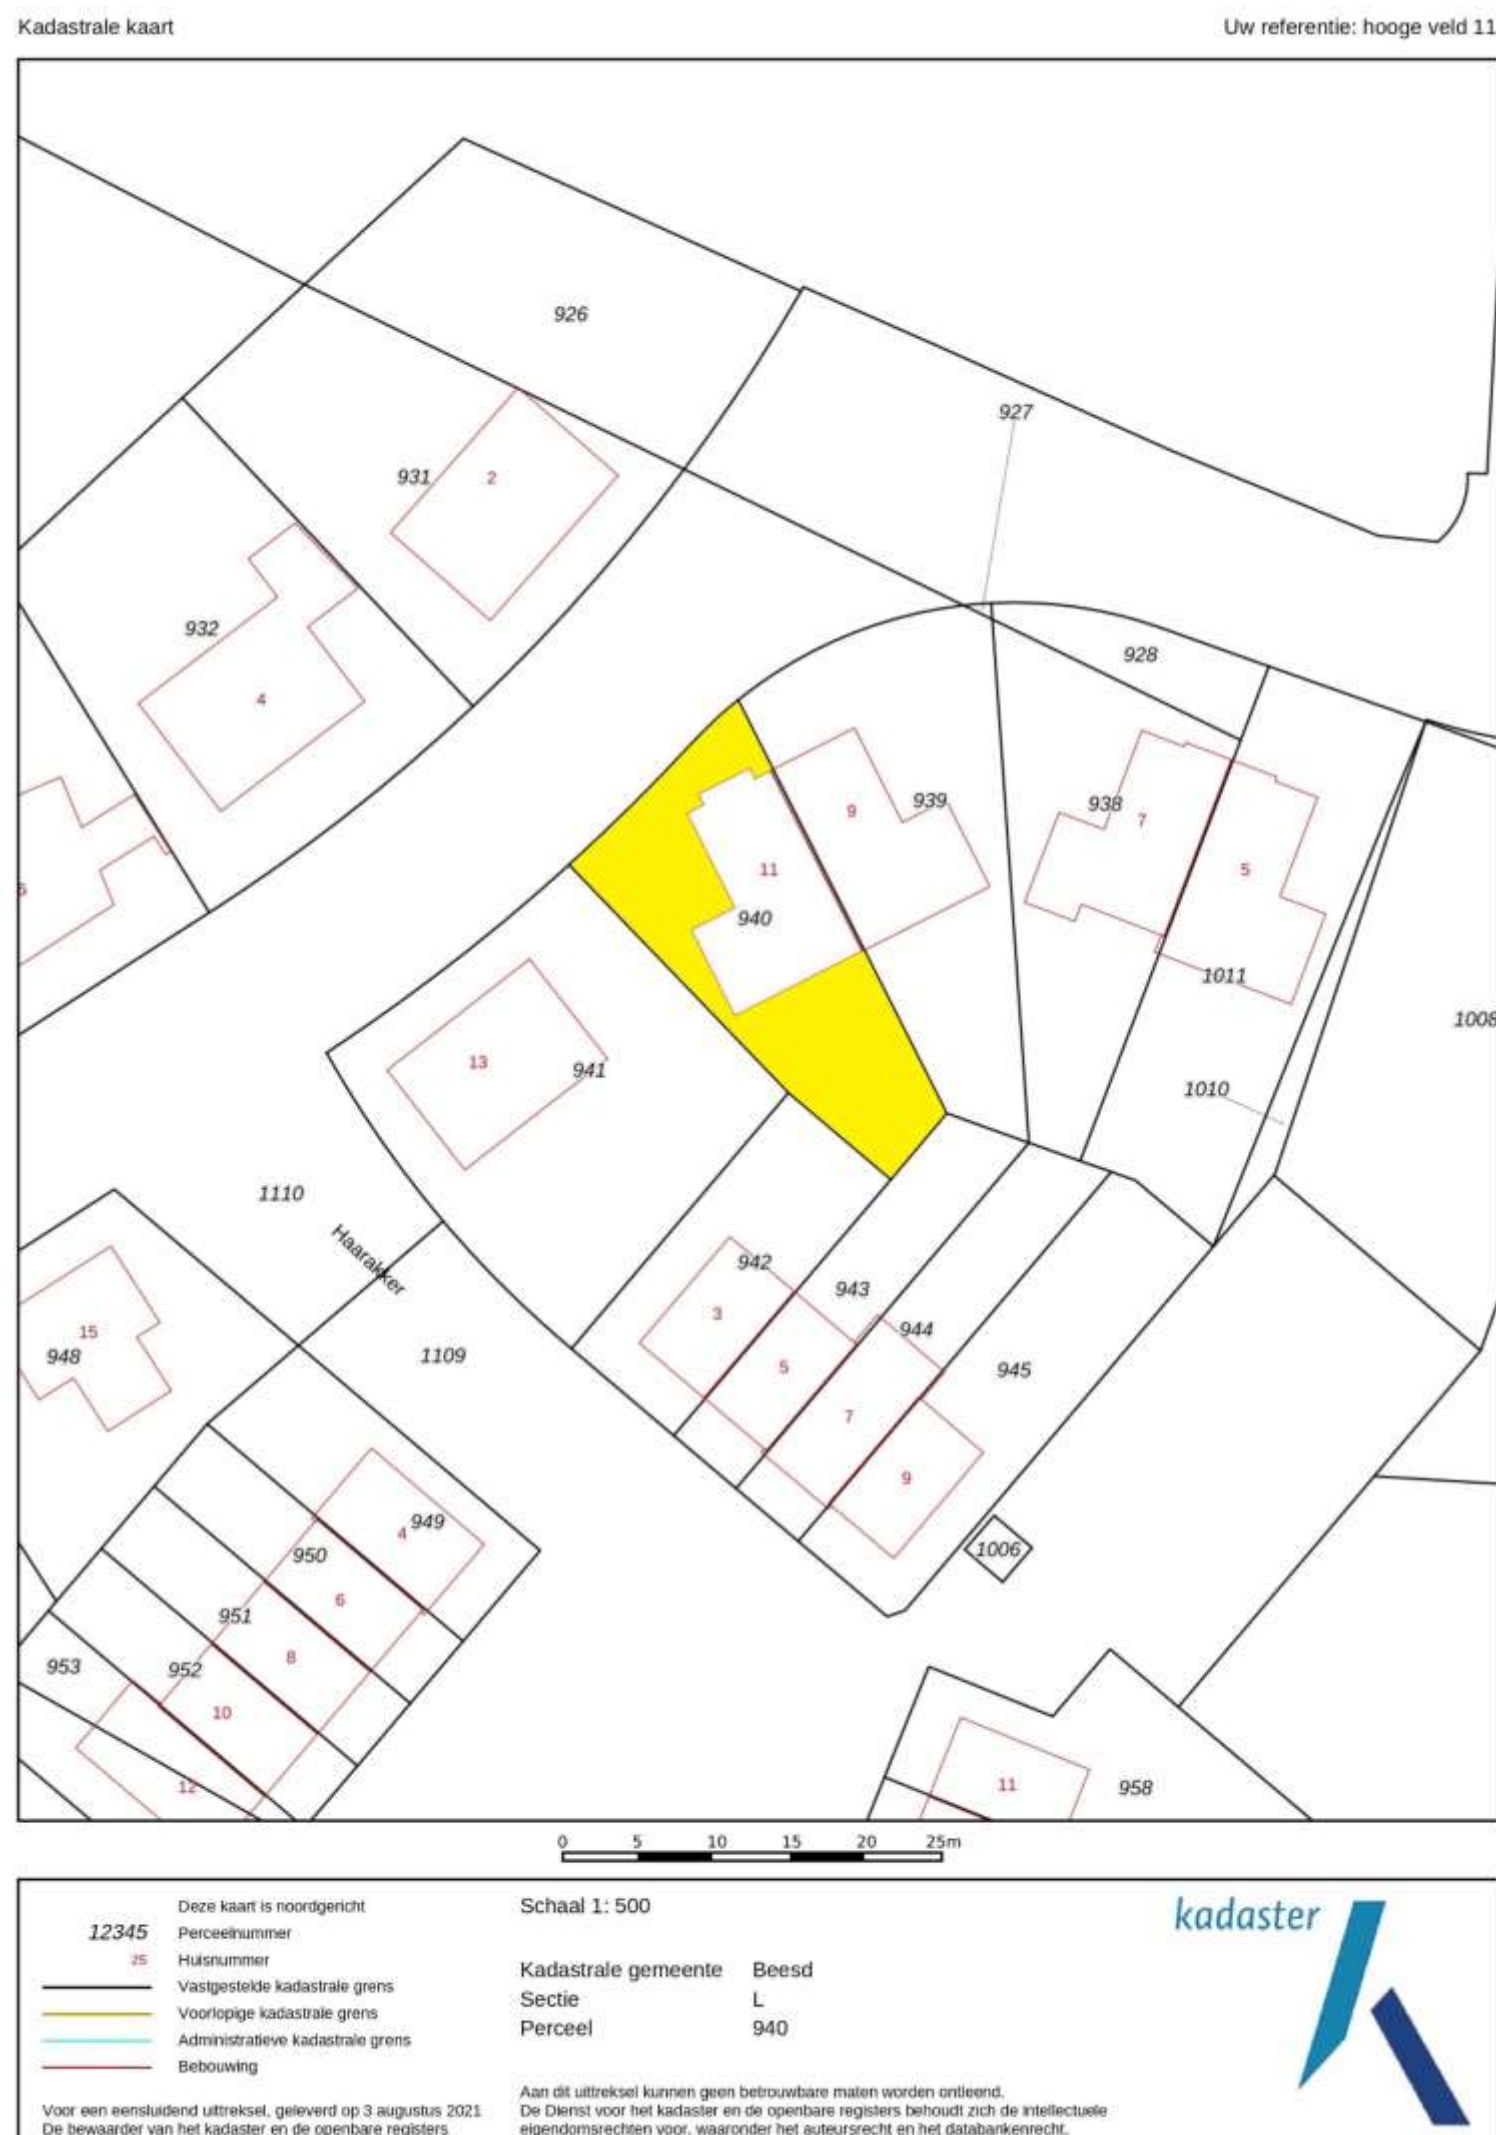 Kadastrale kaart
Uw referentie: hooge veld 11
926
927
931
2
932
928
4
938
939
9
7
11
5
6
940
1011
1008
13
941
1010
1110
Haarakker
942
943
3
15
944
948
1109
945
5
7
9
949
4
1006
950
6
951
8
953
952
10
12
11
958
0 5 10 15 20 25m
Deze kaart is noordgericht
12345 Perceelnummer
25 Huisnummer
Vastgestelde kadastrale grens
Voorlopige kadastrale grens
Administratieve kadastrale grens
Bebouwing
Voor een eensluidend uittreksel, geleverd op 3 augustus 2021
De bewaarder van het kadaster en de openbare registers
Schaal 1: 500
Kadastrale gemeente Beesd
Sectie L
Perceel 940
Aan dit uittreksel kunnen geen betrouwbare maten worden ontleend.
De Dienst voor het kadaster en de openbare registers behoudt zich de intellectuele
eigendomsrechten voor, waaronder het auteursrecht en het databankenrecht.
kadaster